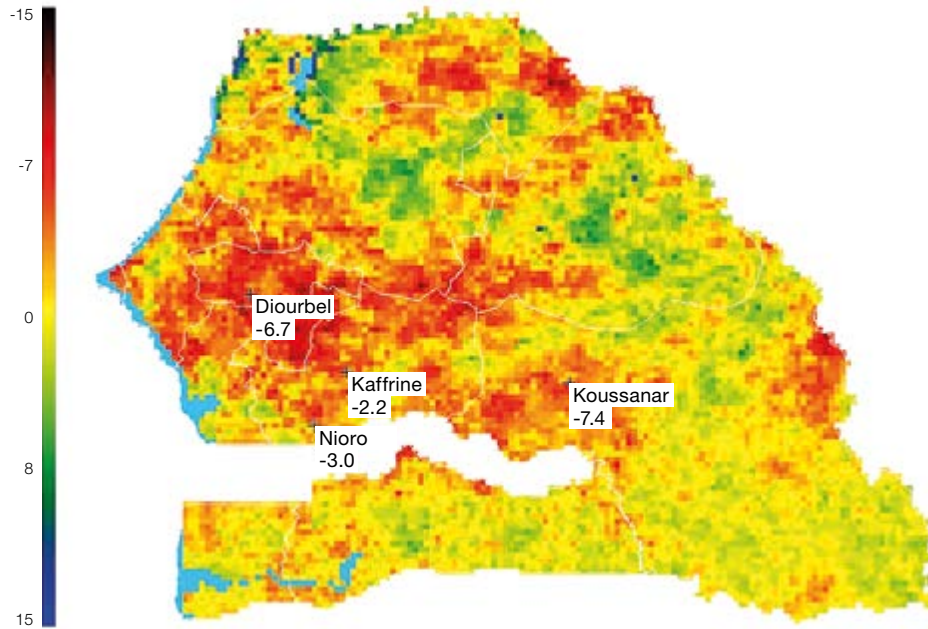 -15
-7
0
8
15
Diourbel
-6.7
Kaffrine
-2.2
Koussanar
-7.4
Nioro
-3.0